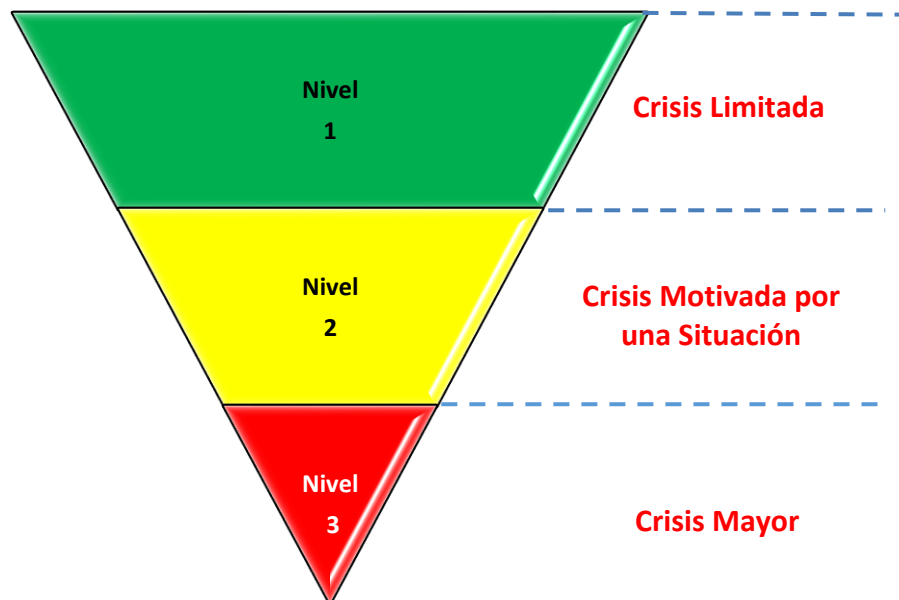 Nivel
1
Crisis Limitada
Nivel
2
Crisis Motivada por
una Situación
Nivel
3
Crisis Mayor